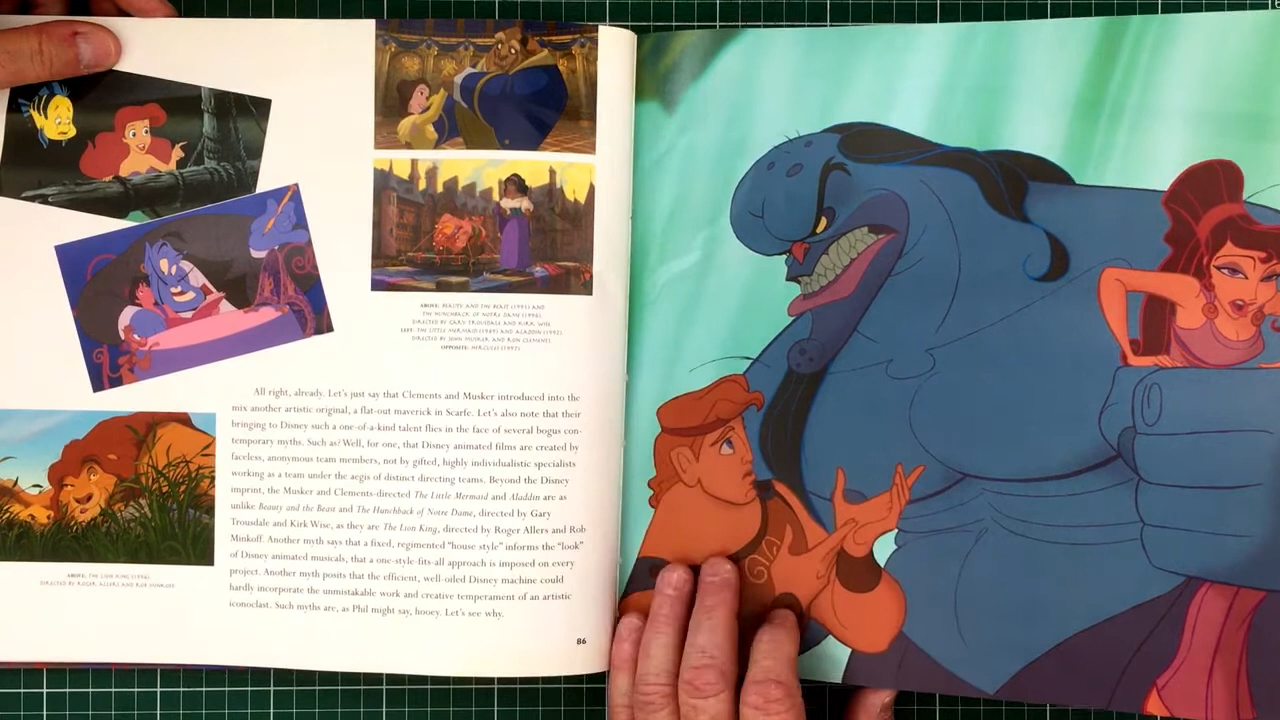 ABOVE: BEAUTY AND THE BEAST (1991) AND
THE HUNCHBACK OF NOTRE DAME (1996),
DIRECTED BY GARY TROUSDALE AND KIRK WISE
LEFT: THE LITTLE MERMAID (1989) AND ALADDIN (1992),
DIRECTED BY JOHN MUSKER AND RON CLEMENTS.
OPPOSITE: HERCULES (1997).
All right, already. Let's just say that Clements and Musker introduced into the
mix another artistic original, a flat-out maverick in Scarfe. Let's also note that their
bringing to Disney such a one-of-a-kind talent flies in the face of several bogus con-
temporary myths. Such as? Well, for one, that Disney animated films are created by
faceless, anonymous team members, not by gifted, highly individualistic specialists
working as a team under the aegis of distinct directing teams. Beyond the Disney
imprint, the Musker and Clements-directed The Little Mermaid and Aladdin are as
unlike Beauty and the Beast and The Hunchback of Notre Dame, directed by Gary
Trousdale and Kirk Wise, as they are The Lion King, directed by Roger Allers and Rob
Minkoff. Another myth says that a fixed, regimented "house style" informs the "look"
of Disney animated musicals, that a one-style-fits-all approach is imposed on every
project. Another myth posits that the efficient, well-oiled Disney machine could
hardly incorporate the unmistakable work and creative temperament of an artistic
iconoclast. Such myths are, as Phil might say, hooey. Let's see why.
ABOVE: THE LION KING (1994),
DIRECTED BY ROGER ALLERS AND ROB MINKOFF.
86